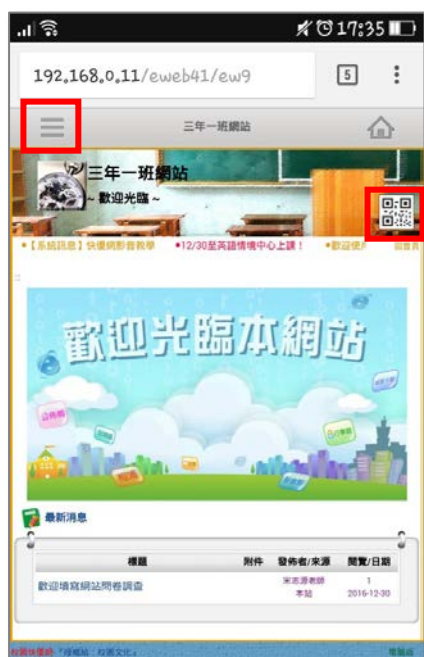 17:35
192.168.0.11/eweb41/ew9
5
三年一班網站
三年一班網站
~ 歡迎光臨 ~
•【系統訊息】快優網影音教學 •12/30至英語情境中心上課! •歡迎使用
歡迎光臨本網站
最新消息
標題 附件 發佈者/來源 閱覽/日期
歡迎填寫網站問卷調查 宋志源老師 1
本站 2016-12-30
電腦版